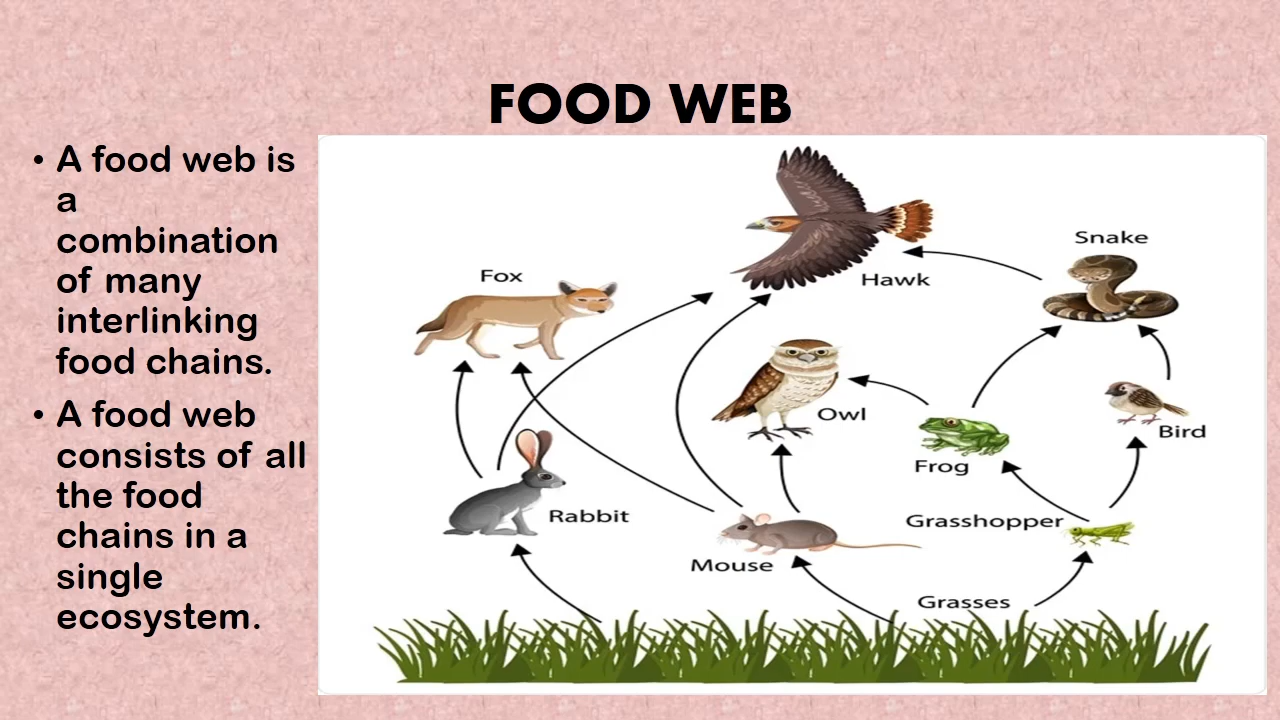 FOOD WEB
• A food web is
a
combination
of many
interlinking
food chains.
• A food web
consists of all
the food
chains in a
single
ecosystem.
Snake
Fox
Hawk
Owl
Bird
Frog
Rabbit
Grasshopper
Mouse
Grasses